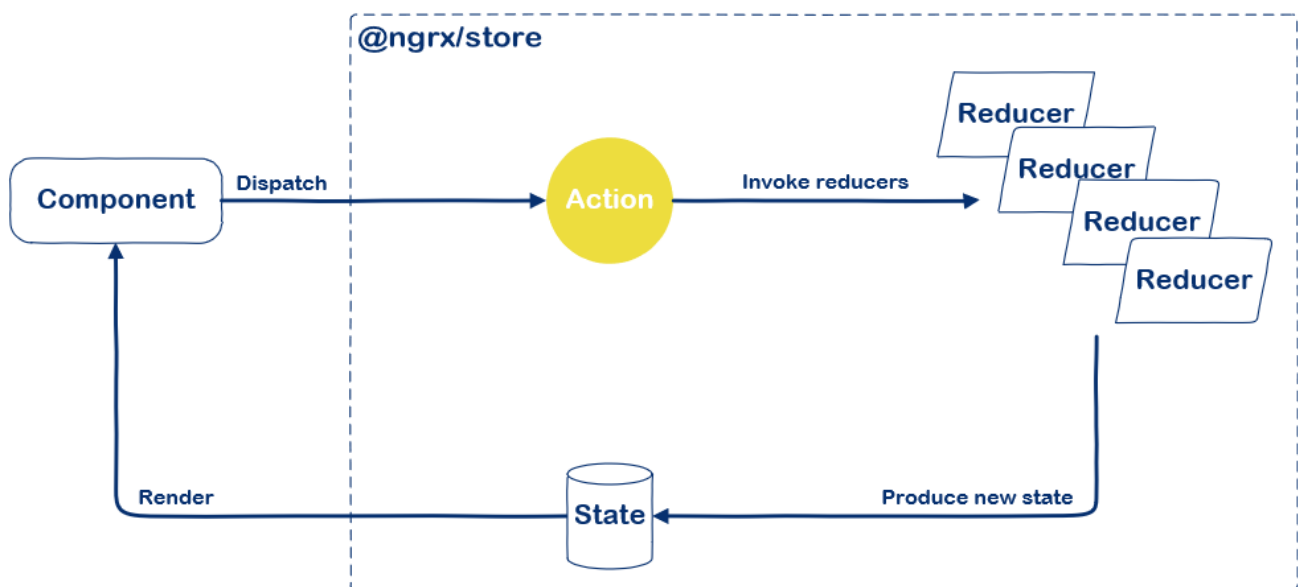 @ngrx/store
Reducer
Reducer
Component
Dispatch
Action
Invoke reducers
Reducer
Reducer
Render
State
Produce new state